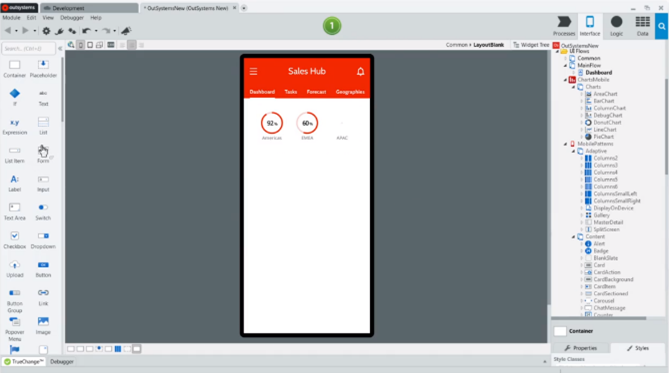 outsystems
Development
* OutSystemsNew (OutSystems New)
Module Edit View Debugger Help
1
Search... (Ctrl+E)
Common ▸ LayoutBlank
Widget Tree
Processes
Interface
Logic
Data
Container
Placeholder
If
Text
Expression
List
List Item
Form
Label
Input
Text Area
Switch
Checkbox
Dropdown
Upload
Button
Button Group
Link
Popover Menu
Image
Sales Hub
Dashboard Tasks Forecast Geographies
92%
60%
-
Americas
EMEA
APAC
OutSystemsNew
UI Flows
Common
MainFlow
Dashboard
ChartsMobile
Charts
AreaChart
BarChart
ColumnChart
DebugChart
DonutChart
LineChart
PieChart
MobilePatterns
Adaptive
Columns2
Columns3
Columns4
Columns5
Columns6
ColumnsSmallLeft
ColumnsSmallRight
DisplayOnDevice
Gallery
MasterDetail
SplitScreen
Content
Alert
Badge
BlankSlate
Card
CardAction
CardBackground
CardItem
CardSectioned
Carousel
ChatMessage
Counter
Container
Properties
Styles
Style Classes
TrueChange™
Debugger